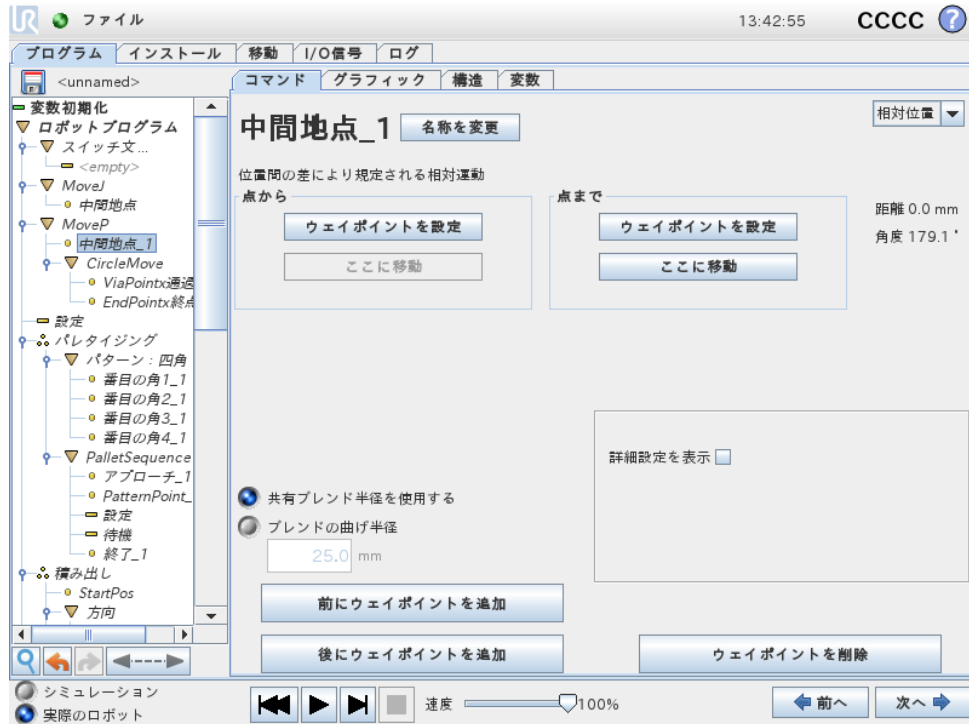 UR ファイル 13:42:55 CCCC ?
プログラム インストール 移動 I/O信号 ログ
<unnamed>
コマンド グラフィック 構造 変数
変数初期化
ロボットプログラム
スイッチ文...
<empty>
MoveJ
中間地点
MoveP
中間地点_1
CircleMove
ViaPointx通過
EndPointx終点
設定
パレタイジング
パターン : 四角
番目の角1_1
番目の角2_1
番目の角3_1
番目の角4_1
PalletSequence
アプローチ_1
PatternPoint_
設定
待機
終了_1
積み出し
StartPos
方向
中間地点_1 名称を変更
相対位置
位置間の差により規定される相対運動
点から
ウェイポイントを設定
ここに移動
点まで
ウェイポイントを設定
ここに移動
距離 0.0 mm
角度 179.1 °
詳細設定を表示
共有ブレンド半径を使用する
ブレンドの曲げ半径
25.0 mm
前にウェイポイントを追加
後にウェイポイントを追加
ウェイポイントを削除
シミュレーション
実際のロボット
速度 100%
前へ 次へ